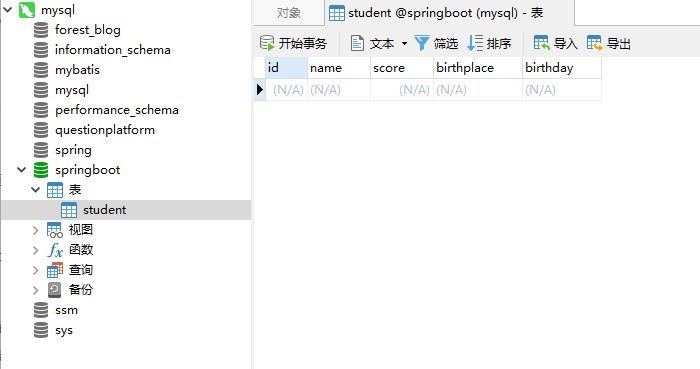 mysql
forest_blog
information_schema
mybatis
mysql
performance_schema
questionplatform
spring
springboot
表
student
视图
函数
查询
备份
ssm
sys
对象 student @springboot (mysql) - 表
开始事务 文本 筛选 排序 导入 导出
id name score birthplace birthday
(N/A) (N/A) (N/A) (N/A) (N/A)